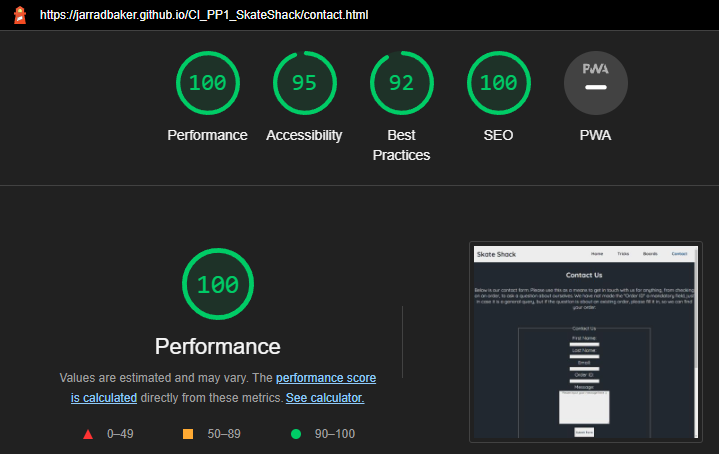 https://jarradbaker.github.io/CI_PP1_SkateShack/contact.html
100
95
92
100
PWA
Performance
Accessibility
Best
Practices
SEO
PWA
100
Performance
Values are estimated and may vary. The performance score
is calculated directly from these metrics. See calculator.
0–49
50–89
90–100
Skate Shack
Home
Tricks
Boards
Contact
Contact Us
Below is our contact form. Please use this as a means to get in touch with us for anything, from checking
on an order, to ask a question about ourselves. We have not made the "Order ID" a mandatory field, just
in case it is a general query, but if the question is about an existing order, please fill it in, so we can find
your order.
Contact Us
First Name:
Last Name:
Email:
Order ID:
Message: